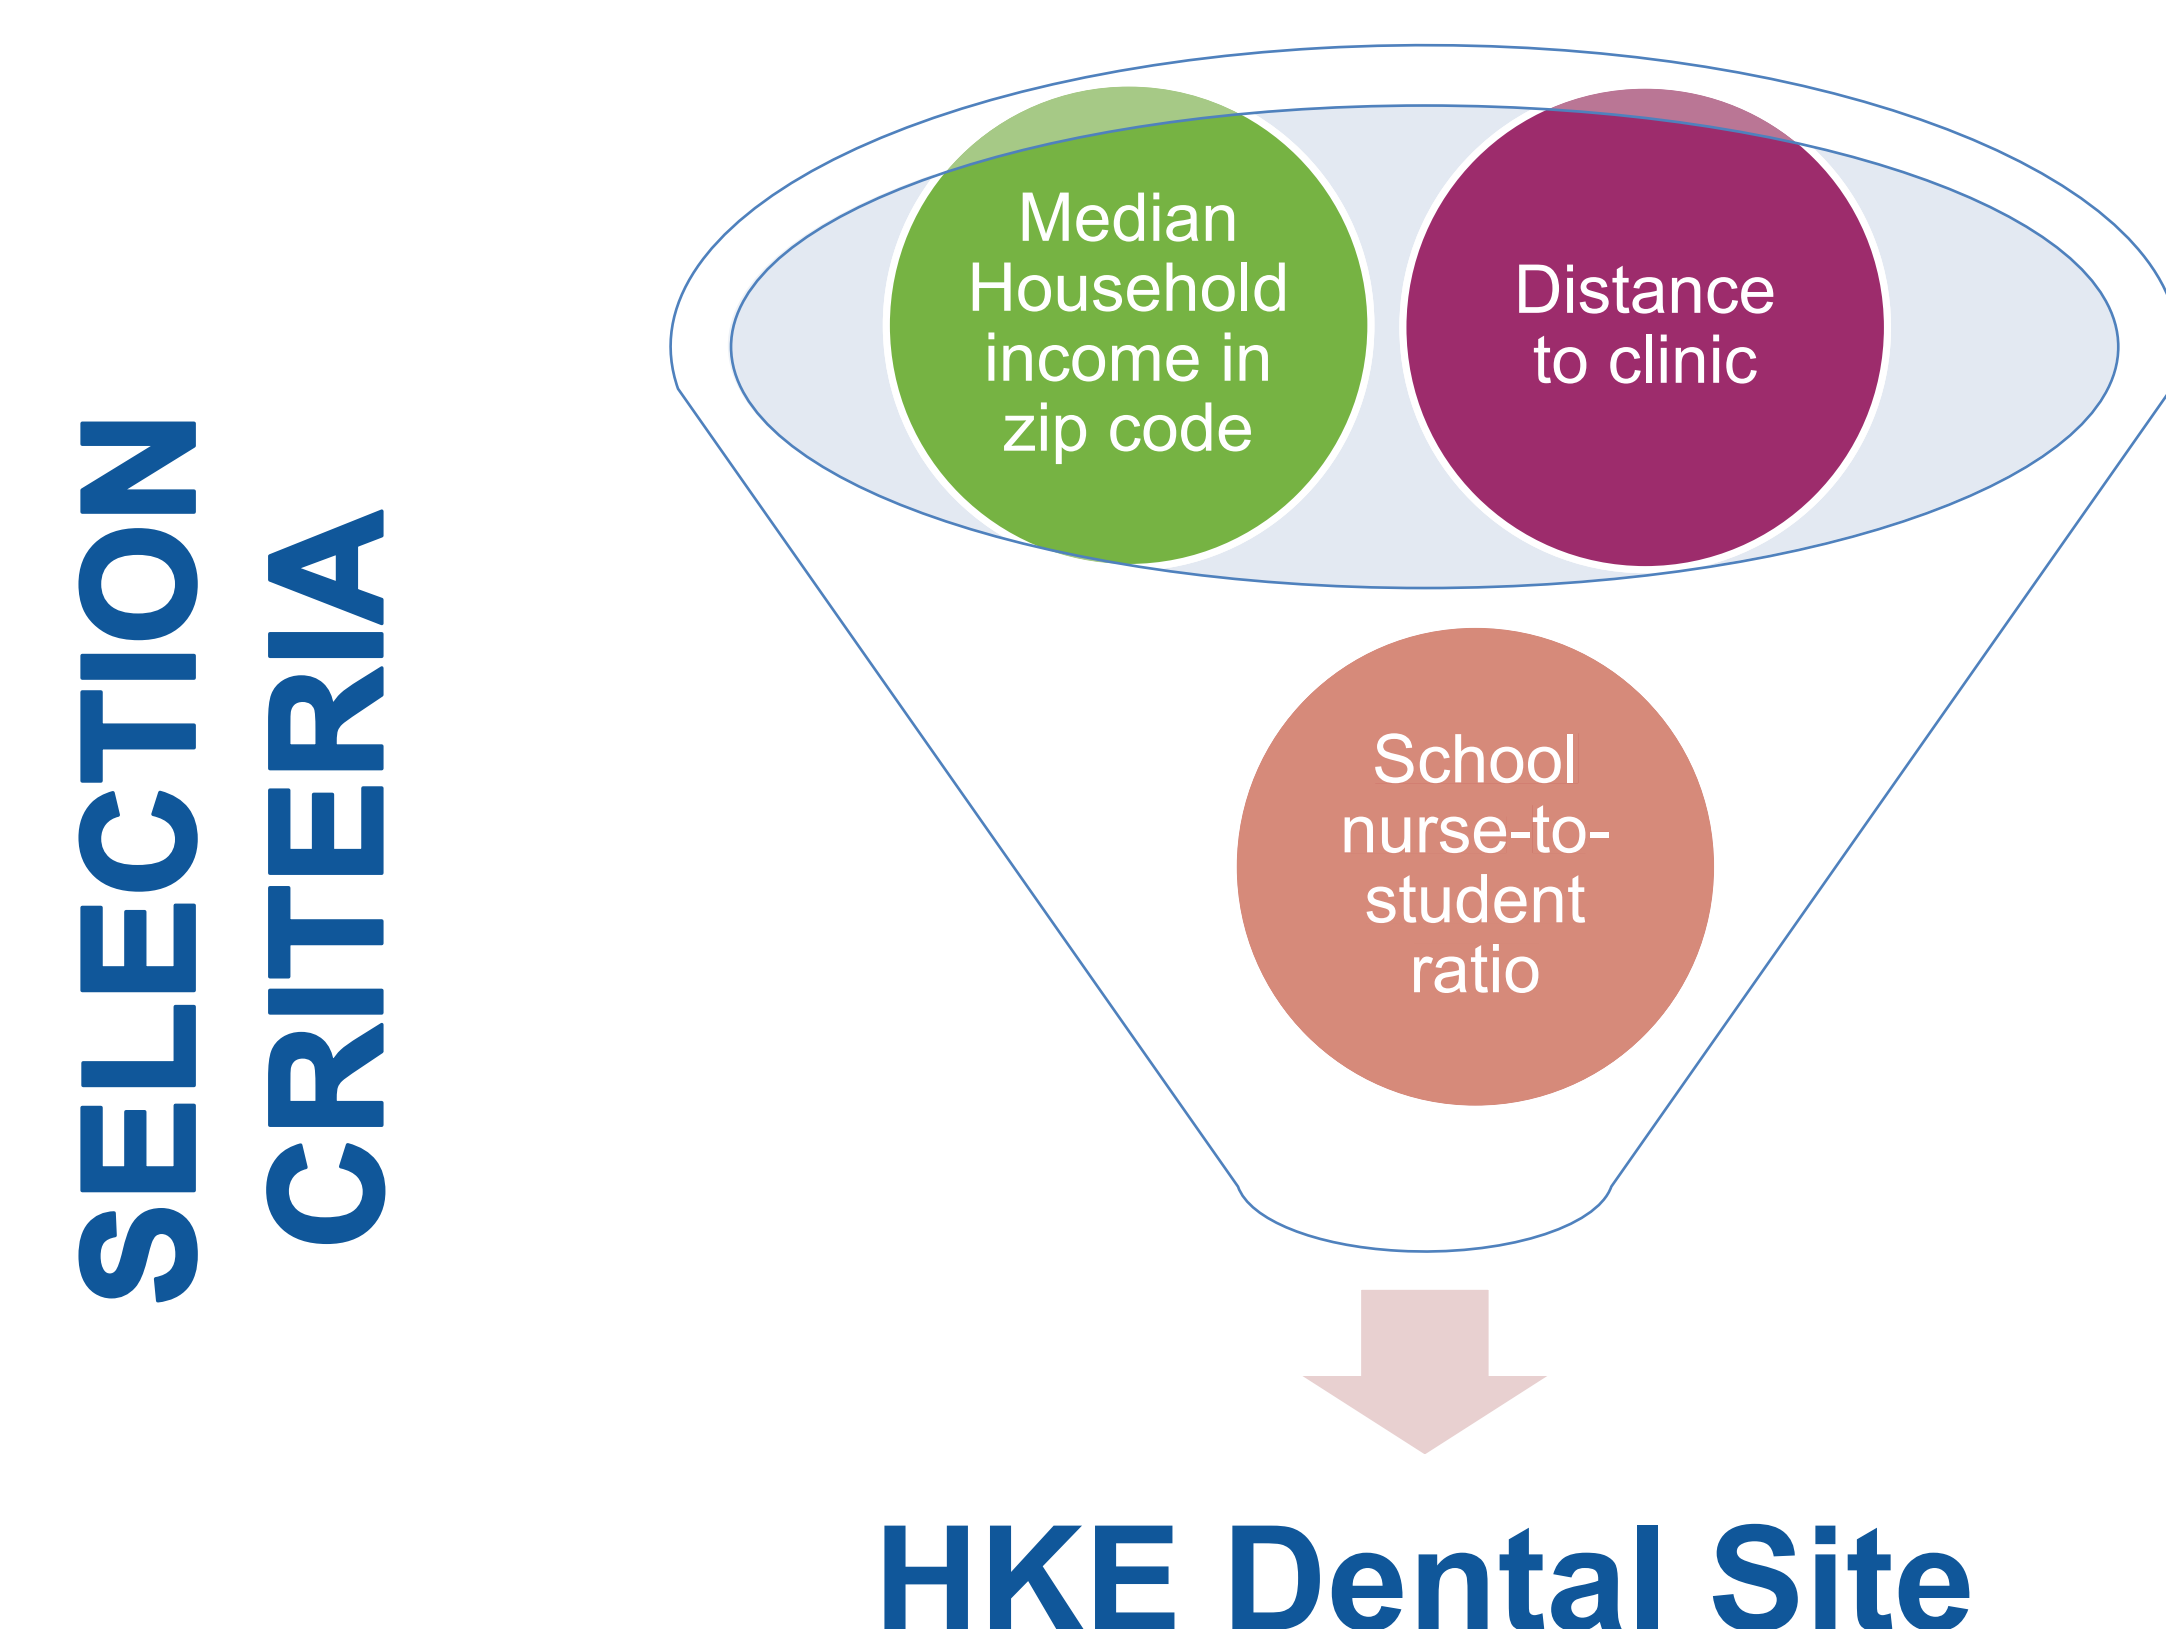 SELECTION
CRITERIA
Median
Household
income in
zip code
Distance
to clinic
School
nurse-to-
student
ratio
HKE Dental Site